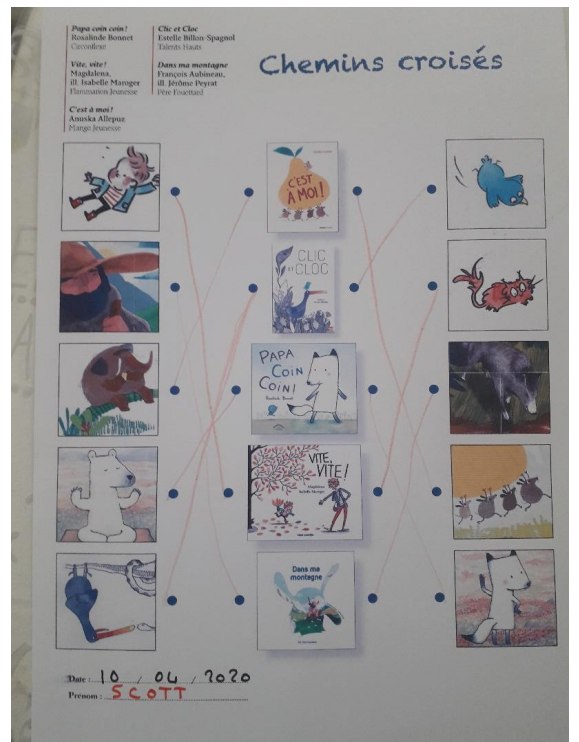 Papa coin coin !
Rosalinde Bonnet
Circonflexe
Vite, vite !
Magdalena,
ill. Isabelle Maroger
Flammarion Jeunesse
C'est à moi !
Anuska Allepuz
Mango Jeunesse
Clic et Cloc
Estelle Billon-Spagnol
Talents Hauts
Dans ma montagne
François Aubineau,
ill. Jérôme Peyrat
Père Fouettard
Chemins croisés
C'EST
À MOI !
CLIC
ET CLOC
PAPA
COIN
COIN !
VITE,
VITE !
Dans ma
montagne
Date : 10 / 04 / 2020
Prénom : SCOTT